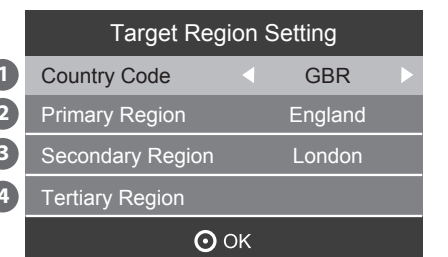 Target Region Setting
1 Country Code GBR
2 Primary Region England
3 Secondary Region London
4 Tertiary Region
OK